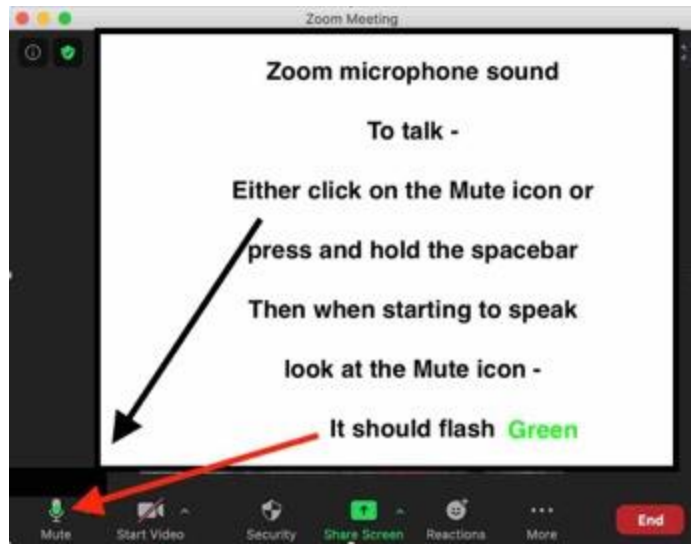 Zoom Meeting
Zoom microphone sound
To talk -
Either click on the Mute icon or
press and hold the spacebar
Then when starting to speak
look at the Mute icon -
It should flash Green
Mute Start Video Security Share Screen Reactions More End